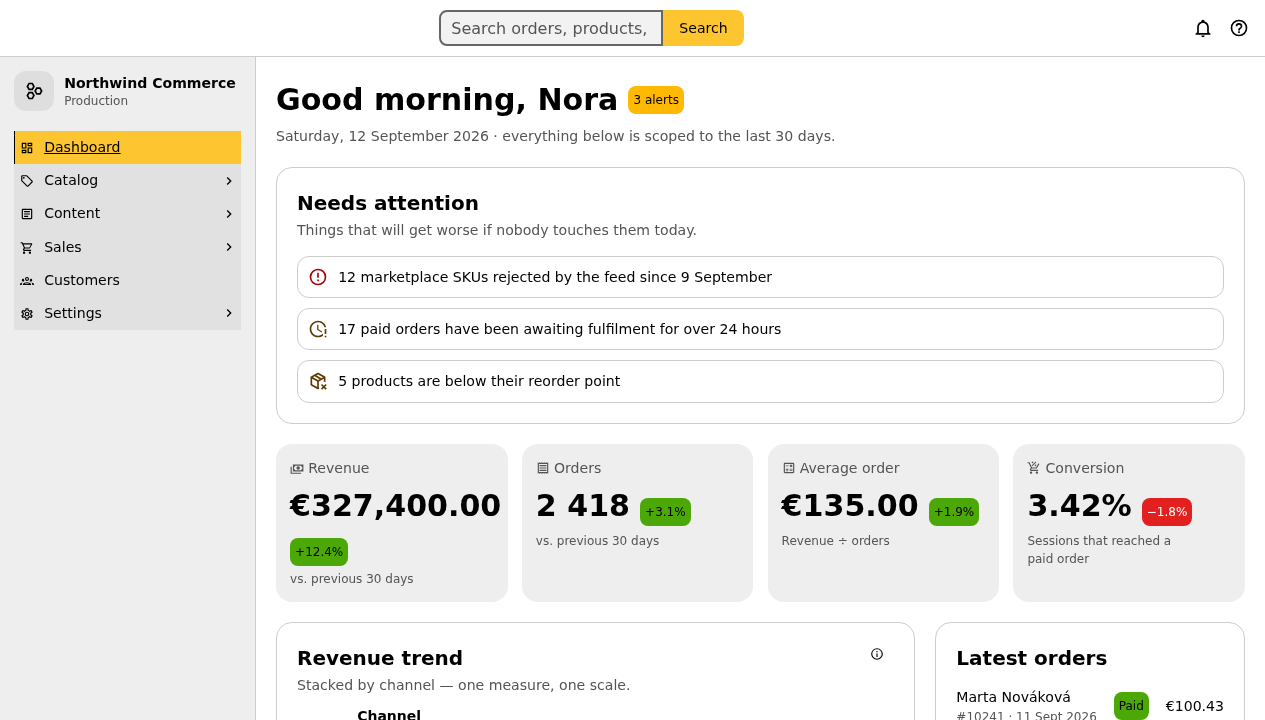 Search orders, products,
Search
Northwind Commerce
Production
Dashboard
Catalog
Content
Sales
Customers
Settings
Good morning, Nora
3 alerts
Saturday, 12 September 2026 · everything below is scoped to the last 30 days.
Needs attention
Things that will get worse if nobody touches them today.
12 marketplace SKUs rejected by the feed since 9 September
17 paid orders have been awaiting fulfilment for over 24 hours
5 products are below their reorder point
Revenue
€327,400.00
+12.4%
vs. previous 30 days
Orders
2 418
+3.1%
vs. previous 30 days
Average order
€135.00
+1.9%
Revenue ÷ orders
Conversion
3.42%
−1.8%
Sessions that reached a
paid order
Revenue trend
Stacked by channel — one measure, one scale.
Channel
Latest orders
Marta Nováková
#10241 · 11 Sept 2026
Paid
€100.43